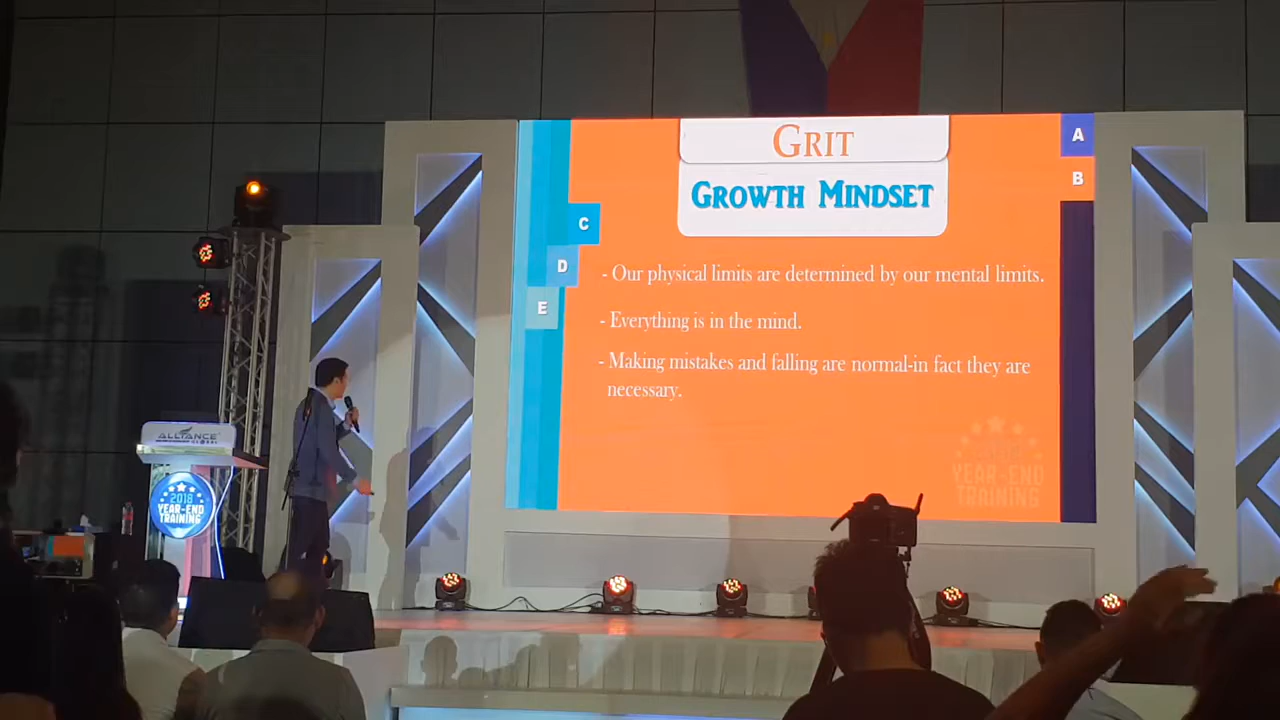 GRIT
GROWTH MINDSET
A
B
C
D
E
- Our physical limits are determined by our mental limits.
- Everything is in the mind.
- Making mistakes and falling are normal-in fact they are
necessary.
YEAR-END
TRAINING
ALLIANCE
GLOBAL
2018
YEAR-END
TRAINING